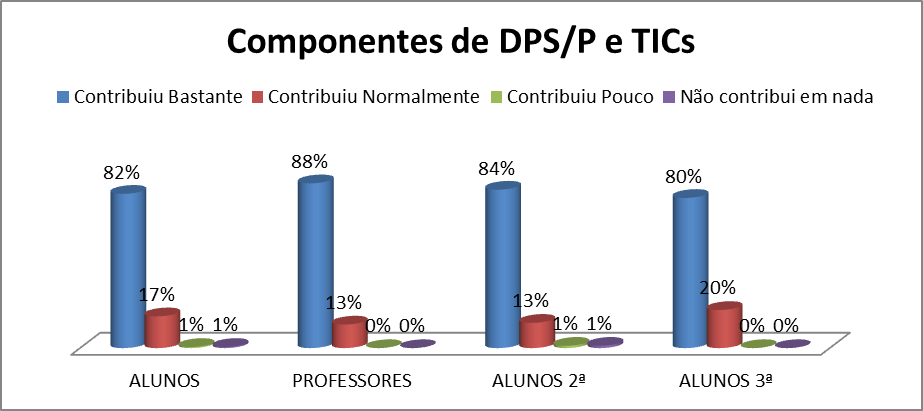 Componentes de DPS/P e TICs
Contribuiu Bastante Contribuiu Normalmente Contribuiu Pouco Não contribui em nada
82% 17% 1% 1%
88% 13% 0% 0%
84% 13% 1% 1%
80% 20% 0% 0%
ALUNOS PROFESSORES ALUNOS 2ª ALUNOS 3ª